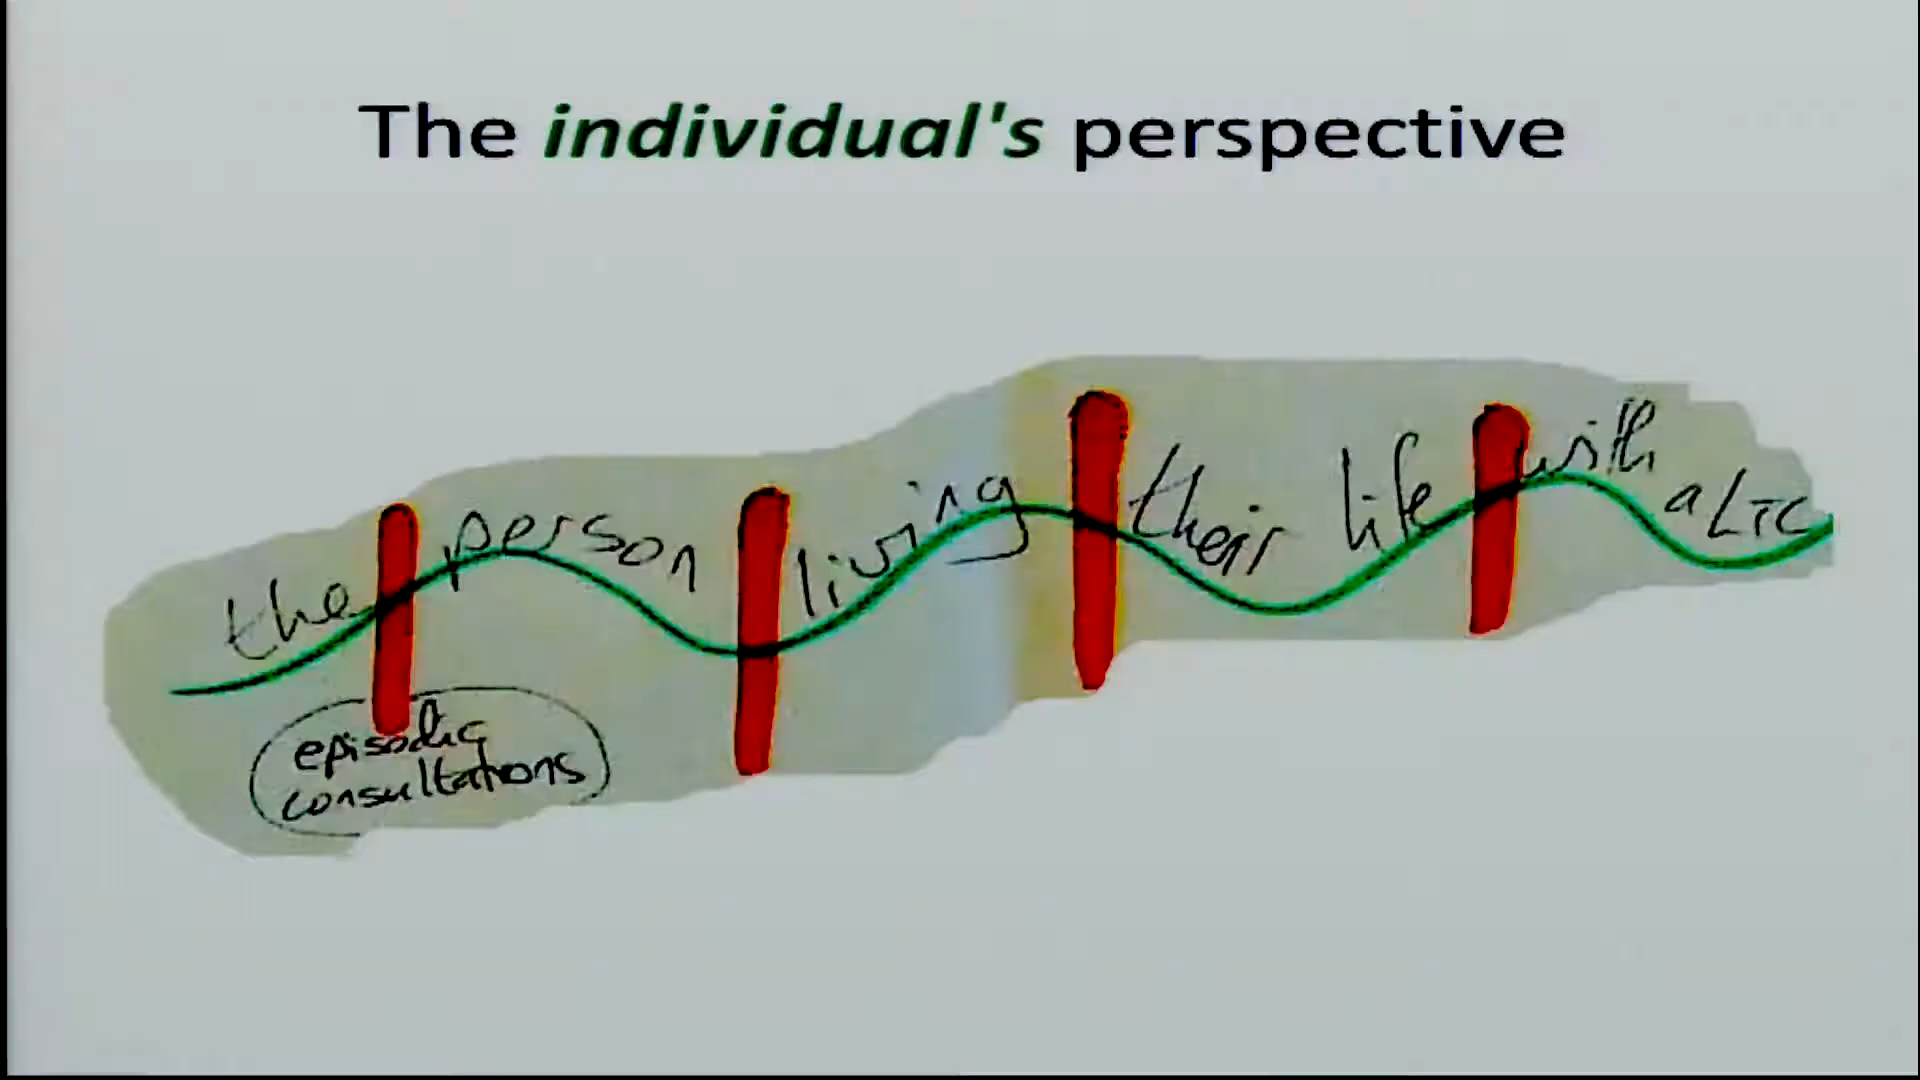 The individual's perspective
the person living their life with a LTC
episodic
consultations